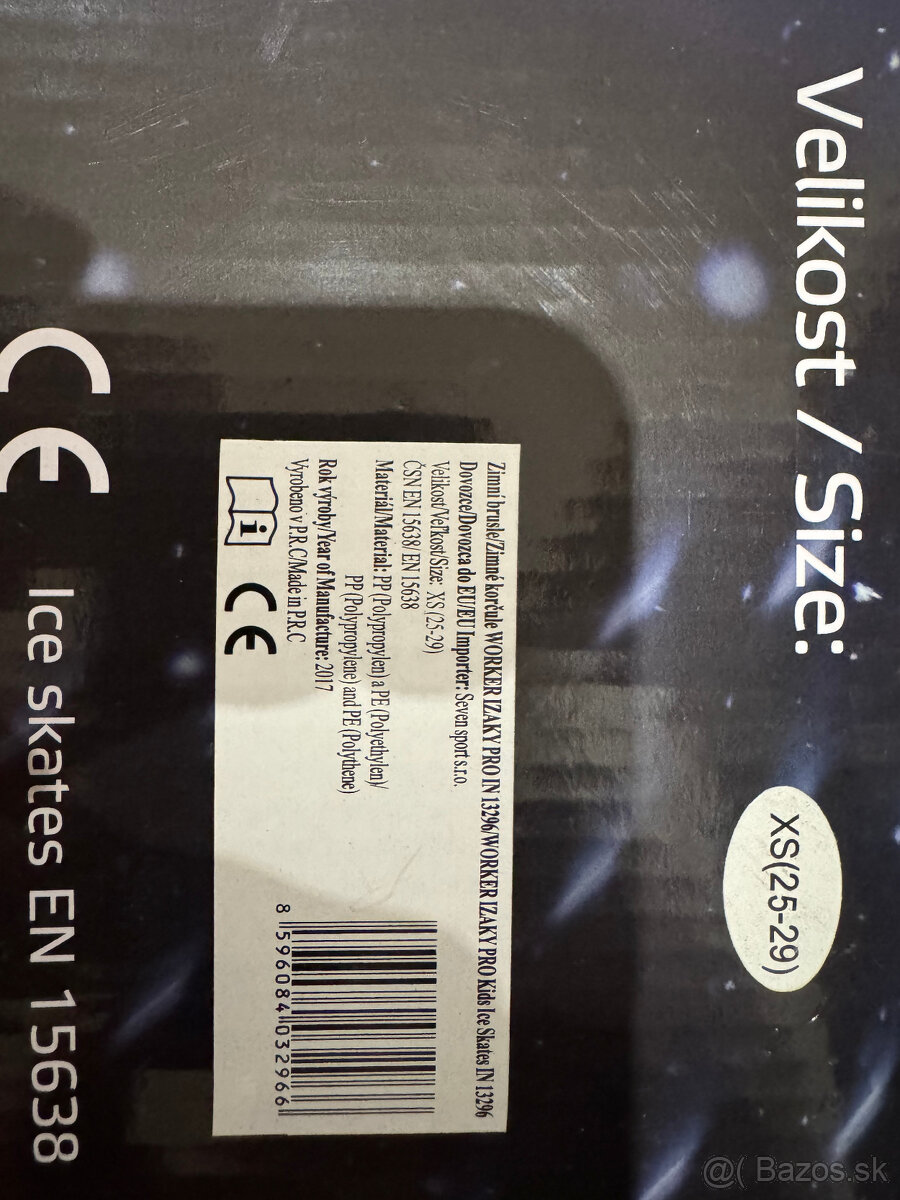 Velikost / Size:
XS(25-29)
Zimní brusle/Zimné korčule WORKER IZAKY PRO IN 13296/WORKER IZAKY PRO Kids Ice Skates IN 13296
Dovozce/Dovozca do EU/EU Importer: Seven sport s.r.o.
Velikost/Veľkost/Size: XS (25-29)
ČSN EN 15638/ EN 15638
Materiál/Material: PP (Polypropylen) a PE (Polyethylen)/
PP (Polypropylene) and PE (Polythene)
Rok výroby/Year of Manufacture: 2017
Vyrobeno v P.R.C/Made in P.R.C
i
CE
8 596084 032966
CE
Ice skates EN 15638
@( Bazos.sk